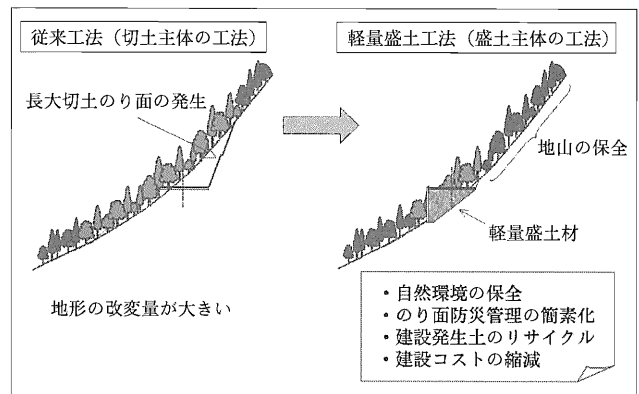 従来工法（切土主体の工法）
長大切土のり面の発生
地形の改変量が大きい
軽量盛土工法（盛土主体の工法）
地山の保全
軽量盛土材
・自然環境の保全
・のり面防災管理の簡素化
・建設発生土のリサイクル
・建設コストの縮減